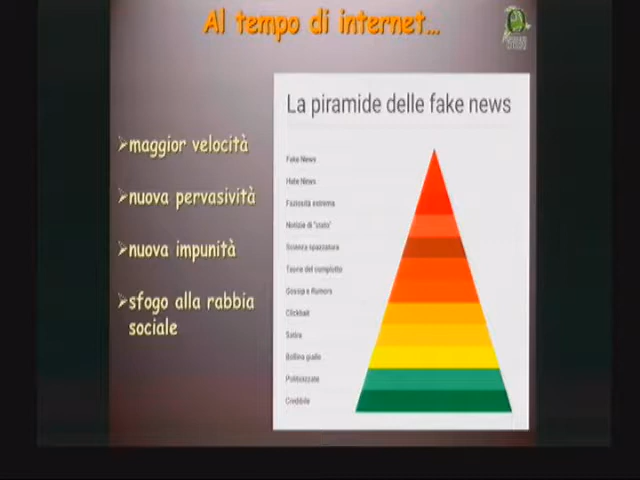 Al tempo di internet...
➢maggior velocità
➢nuova pervasività
➢nuova impunità
➢sfogo alla rabbia
sociale
La piramide delle fake news
Fake News
Hate News
Faziosità estrema
Notizie di "stato"
Scienza spazzatura
Teorie del complotto
Gossip e Rumors
Clickbait
Satira
Bollino giallo
Politicizzate
Credibile